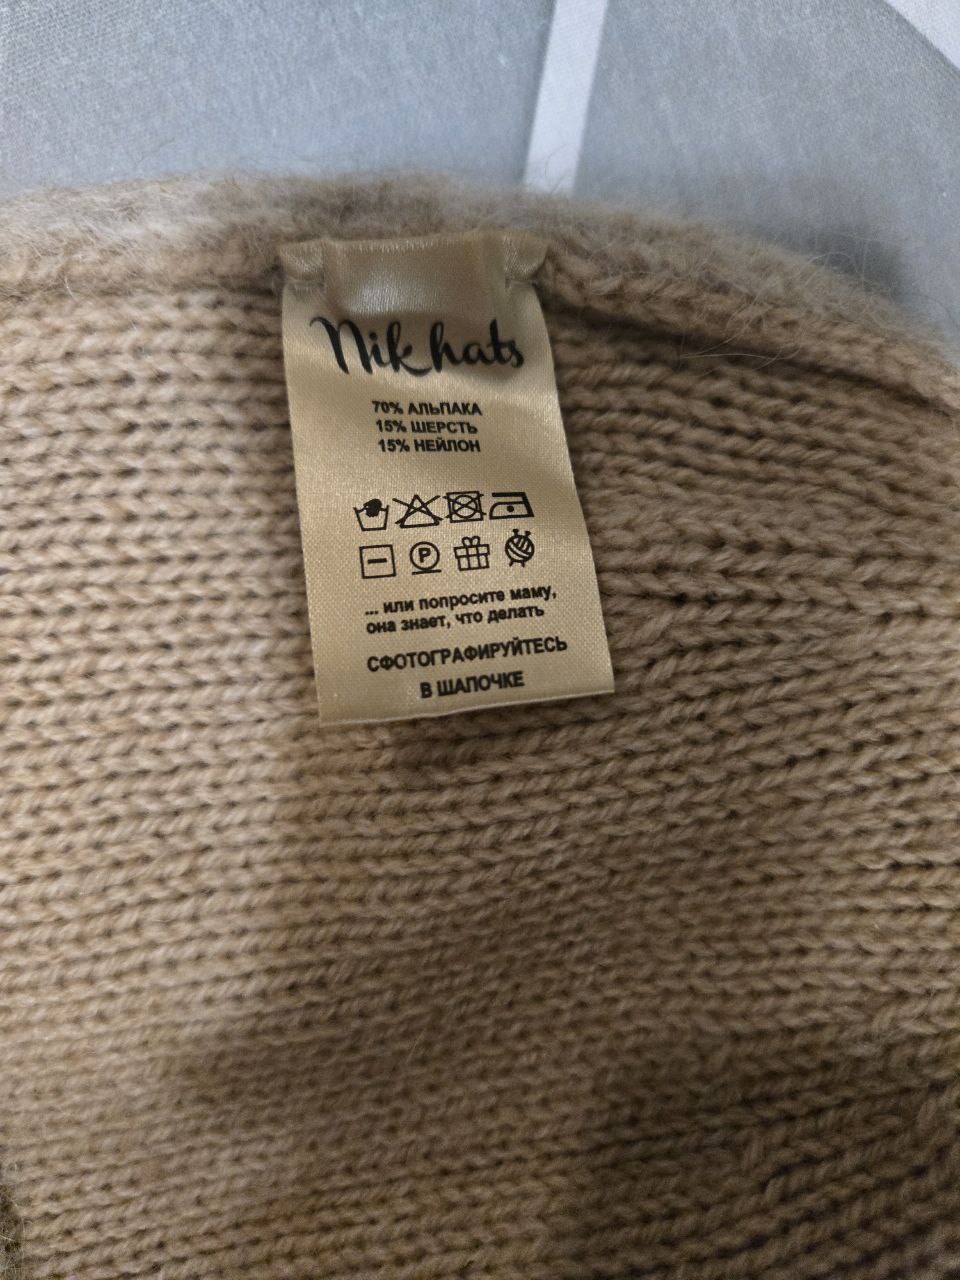 Nik hats
70% АЛЬПАКА
15% ШЕРСТЬ
15% НЕЙЛОН
P
... или попросите маму,
она знает, что делать
СФОТОГРАФИРУЙТЕСЬ
В ШАПОЧКЕ